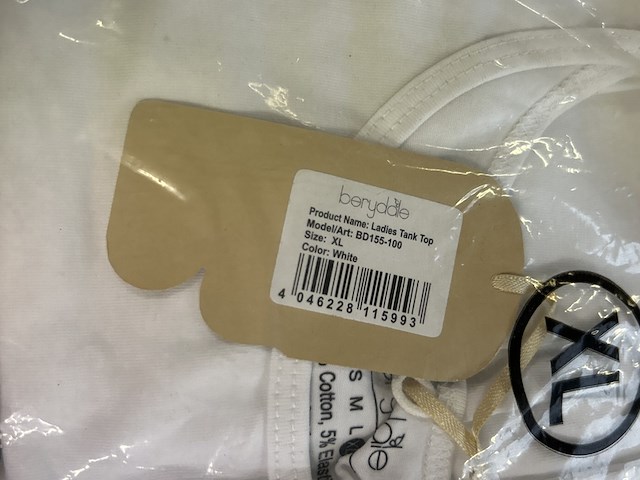 beryddle
Product Name: Ladies Tank Top
Model/Art: BD155-100
Size: XL
Color: White
4 046228 115993
XL
S M L
Cotton, 5% Elast